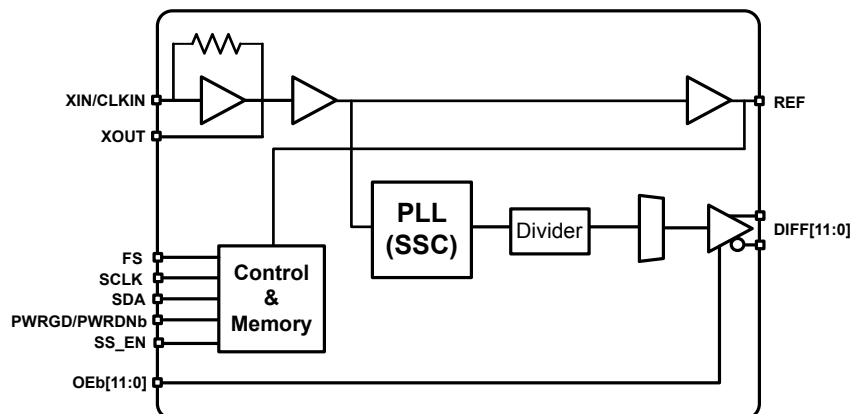 XIN/CLKIN
REF
XOUT
PLL
(SSC)
Divider
DIFF[11:0]
FS
SCLK
SDA
PWRGD/PWRDNb
SS_EN
Control
&
Memory
OEb[11:0]